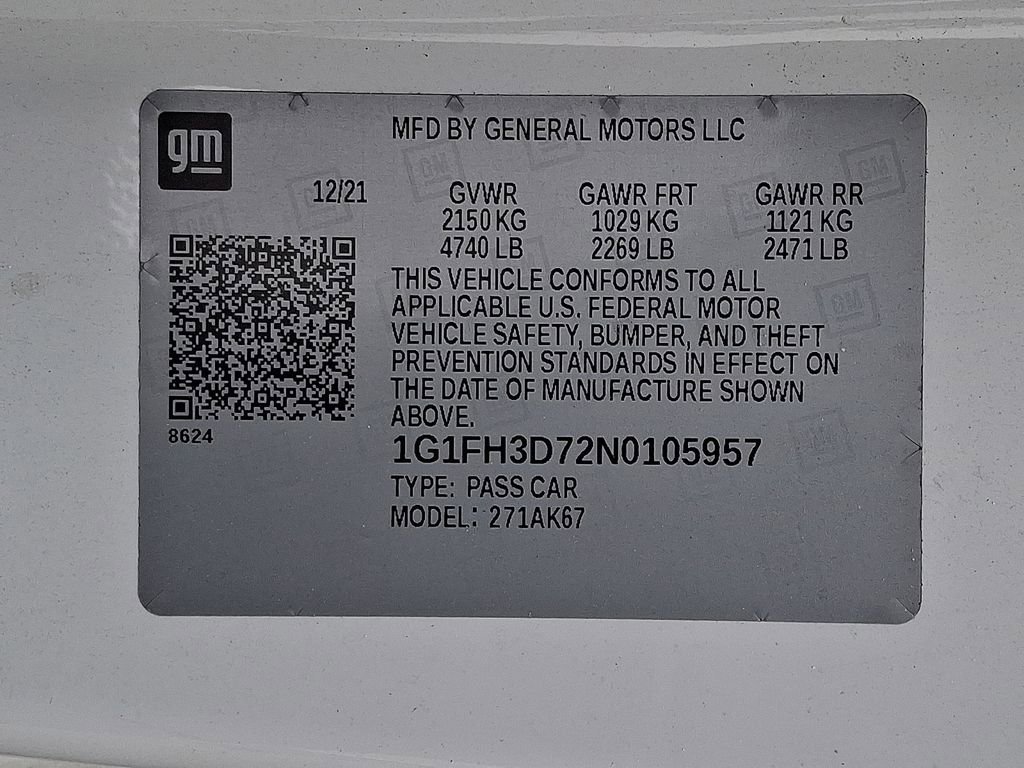 gm
MFD BY GENERAL MOTORS LLC
12/21 GVWR GAWR FRT GAWR RR
2150 KG 1029 KG 1121 KG
4740 LB 2269 LB 2471 LB
THIS VEHICLE CONFORMS TO ALL
APPLICABLE U.S. FEDERAL MOTOR
VEHICLE SAFETY, BUMPER, AND THEFT
PREVENTION STANDARDS IN EFFECT ON
THE DATE OF MANUFACTURE SHOWN
ABOVE.
8624
1G1FH3D72N0105957
TYPE: PASS CAR
MODEL: 271AK67